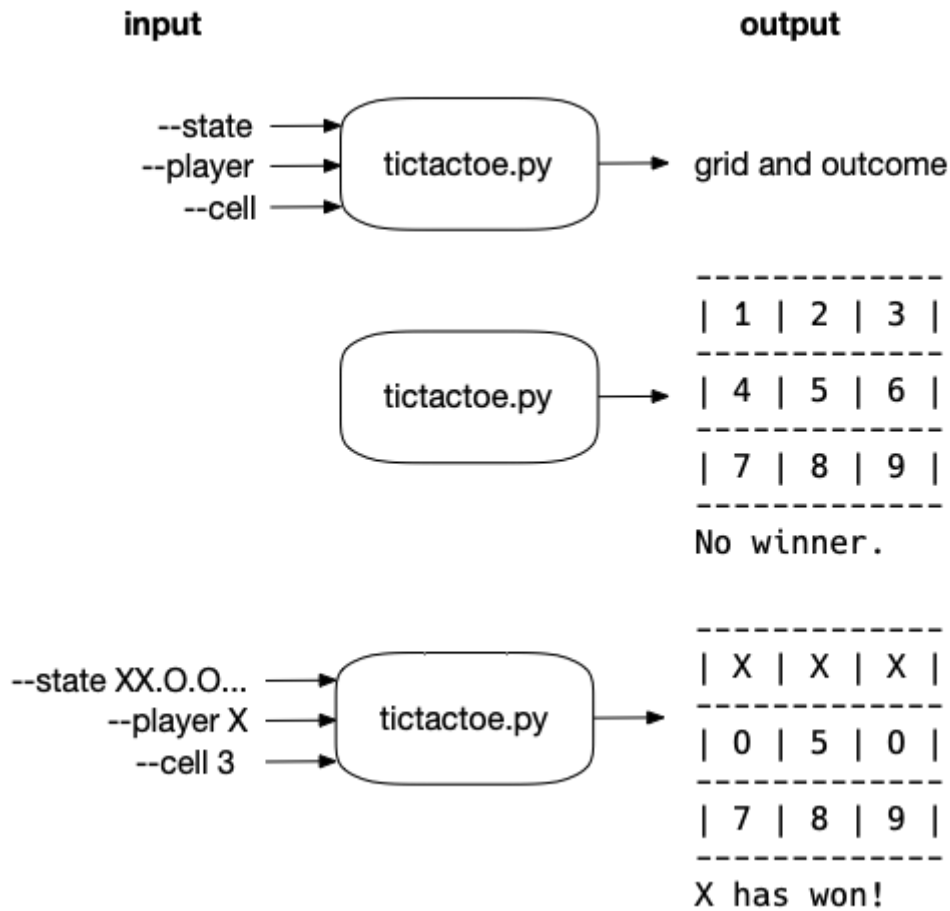 input output
--state
--player
--cell
tictactoe.py
grid and outcome
tictactoe.py
-------------
| 1 | 2 | 3 |
-------------
| 4 | 5 | 6 |
-------------
| 7 | 8 | 9 |
-------------
No winner.
--state XX.O.O...
--player X
--cell 3
tictactoe.py
-------------
| X | X | X |
-------------
| O | 5 | O |
-------------
| 7 | 8 | 9 |
-------------
X has won!